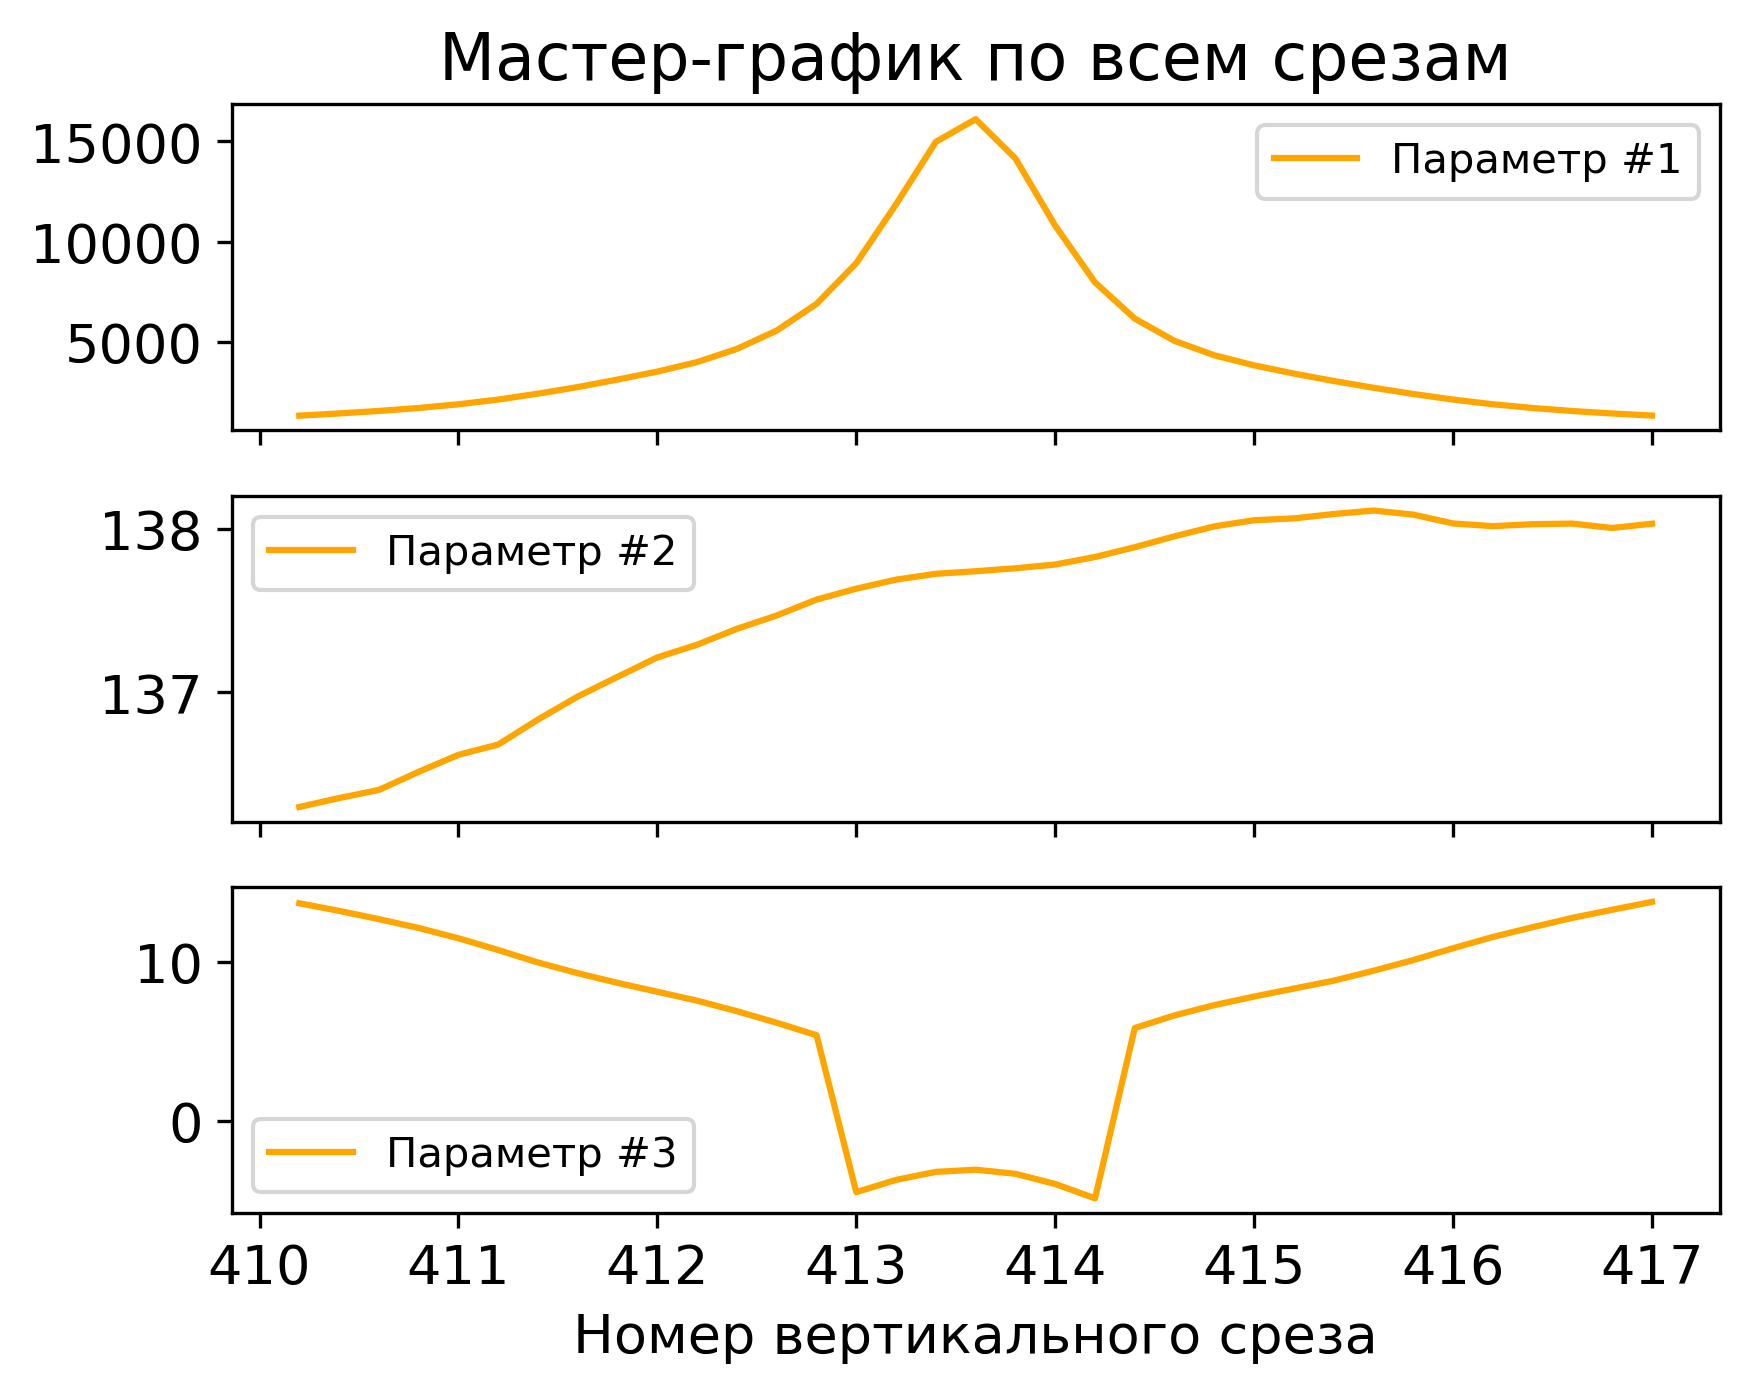 Мастер-график по всем срезам
15000
10000
5000
Параметр #1
138
137
Параметр #2
10
0
Параметр #3
410 411 412 413 414 415 416 417
Номер вертикального среза